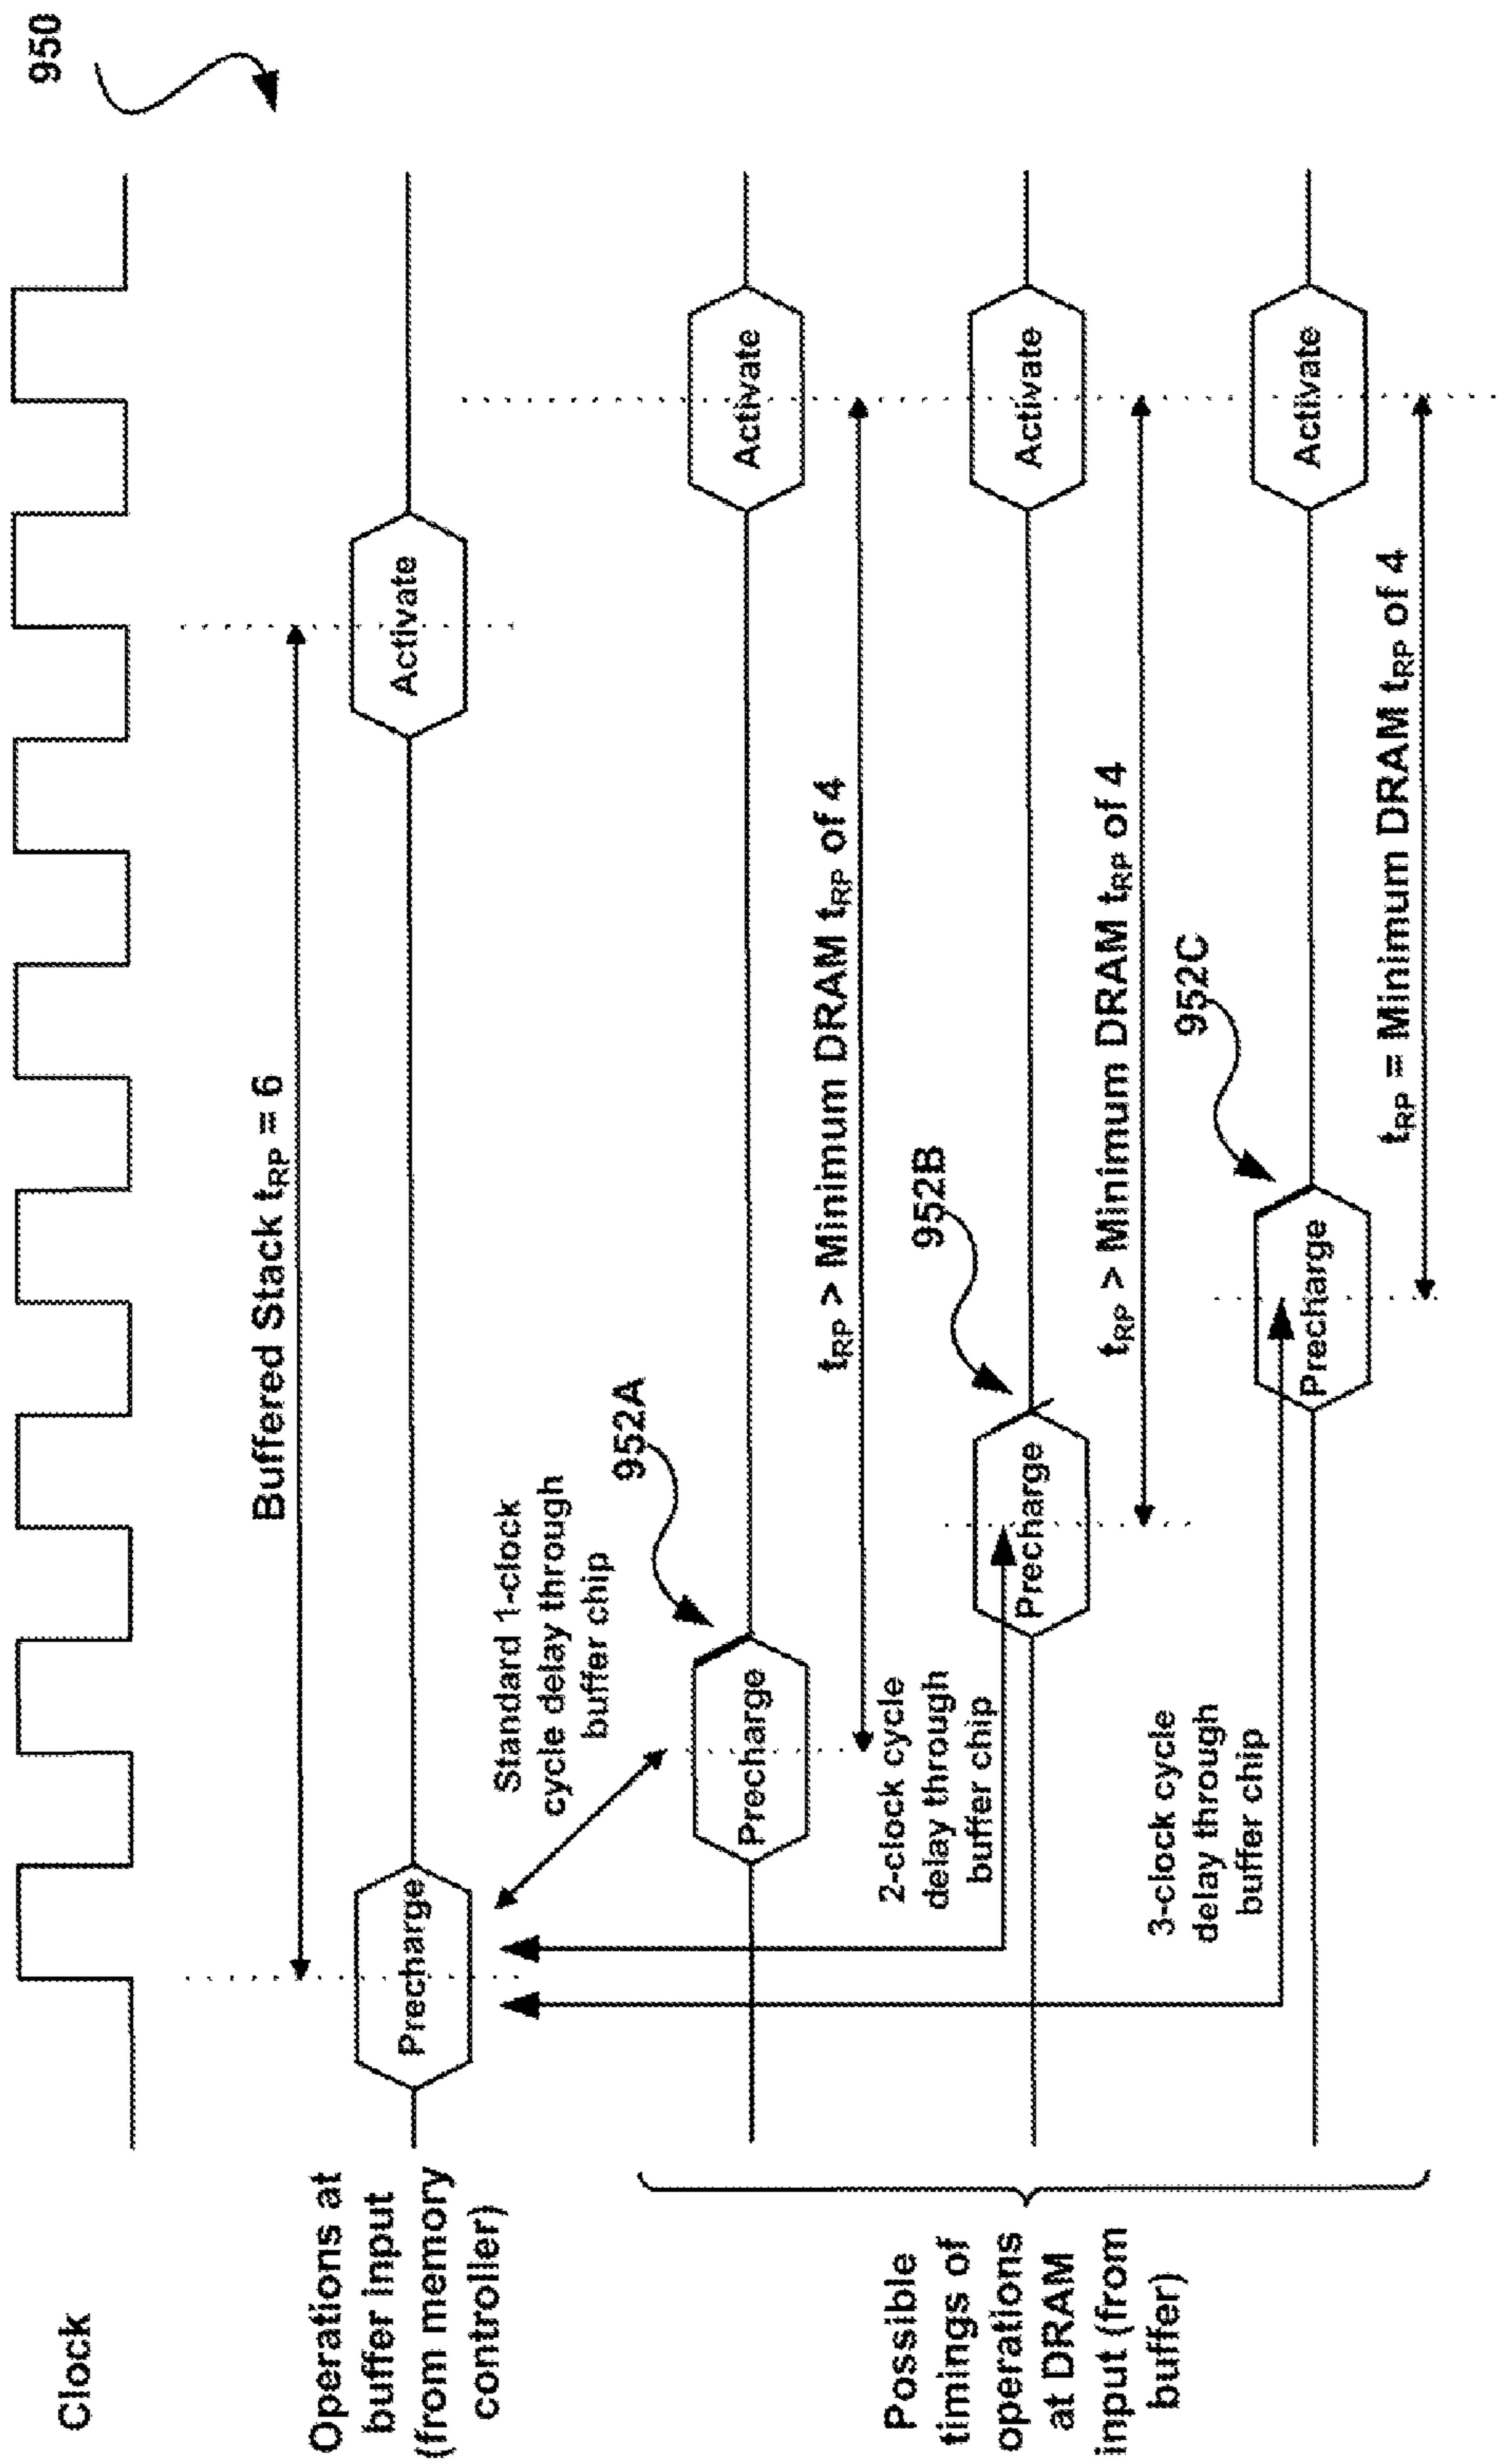 950
Clock
Operations at
buffer input
(from memory
controller)
Precharge
Buffered Stack tRP = 6
Activate
Standard 1-clock
cycle delay through
buffer chip
952A
Possible
timings of
operations
at DRAM
input (from
buffer)
Precharge
Activate
tRP > Minimum DRAM tRP of 4
2-clock cycle
delay through
buffer chip
952B
Precharge
Activate
tRP > Minimum DRAM tRP of 4
3-clock cycle
delay through
buffer chip
952C
Precharge
Activate
tRP = Minimum DRAM tRP of 4